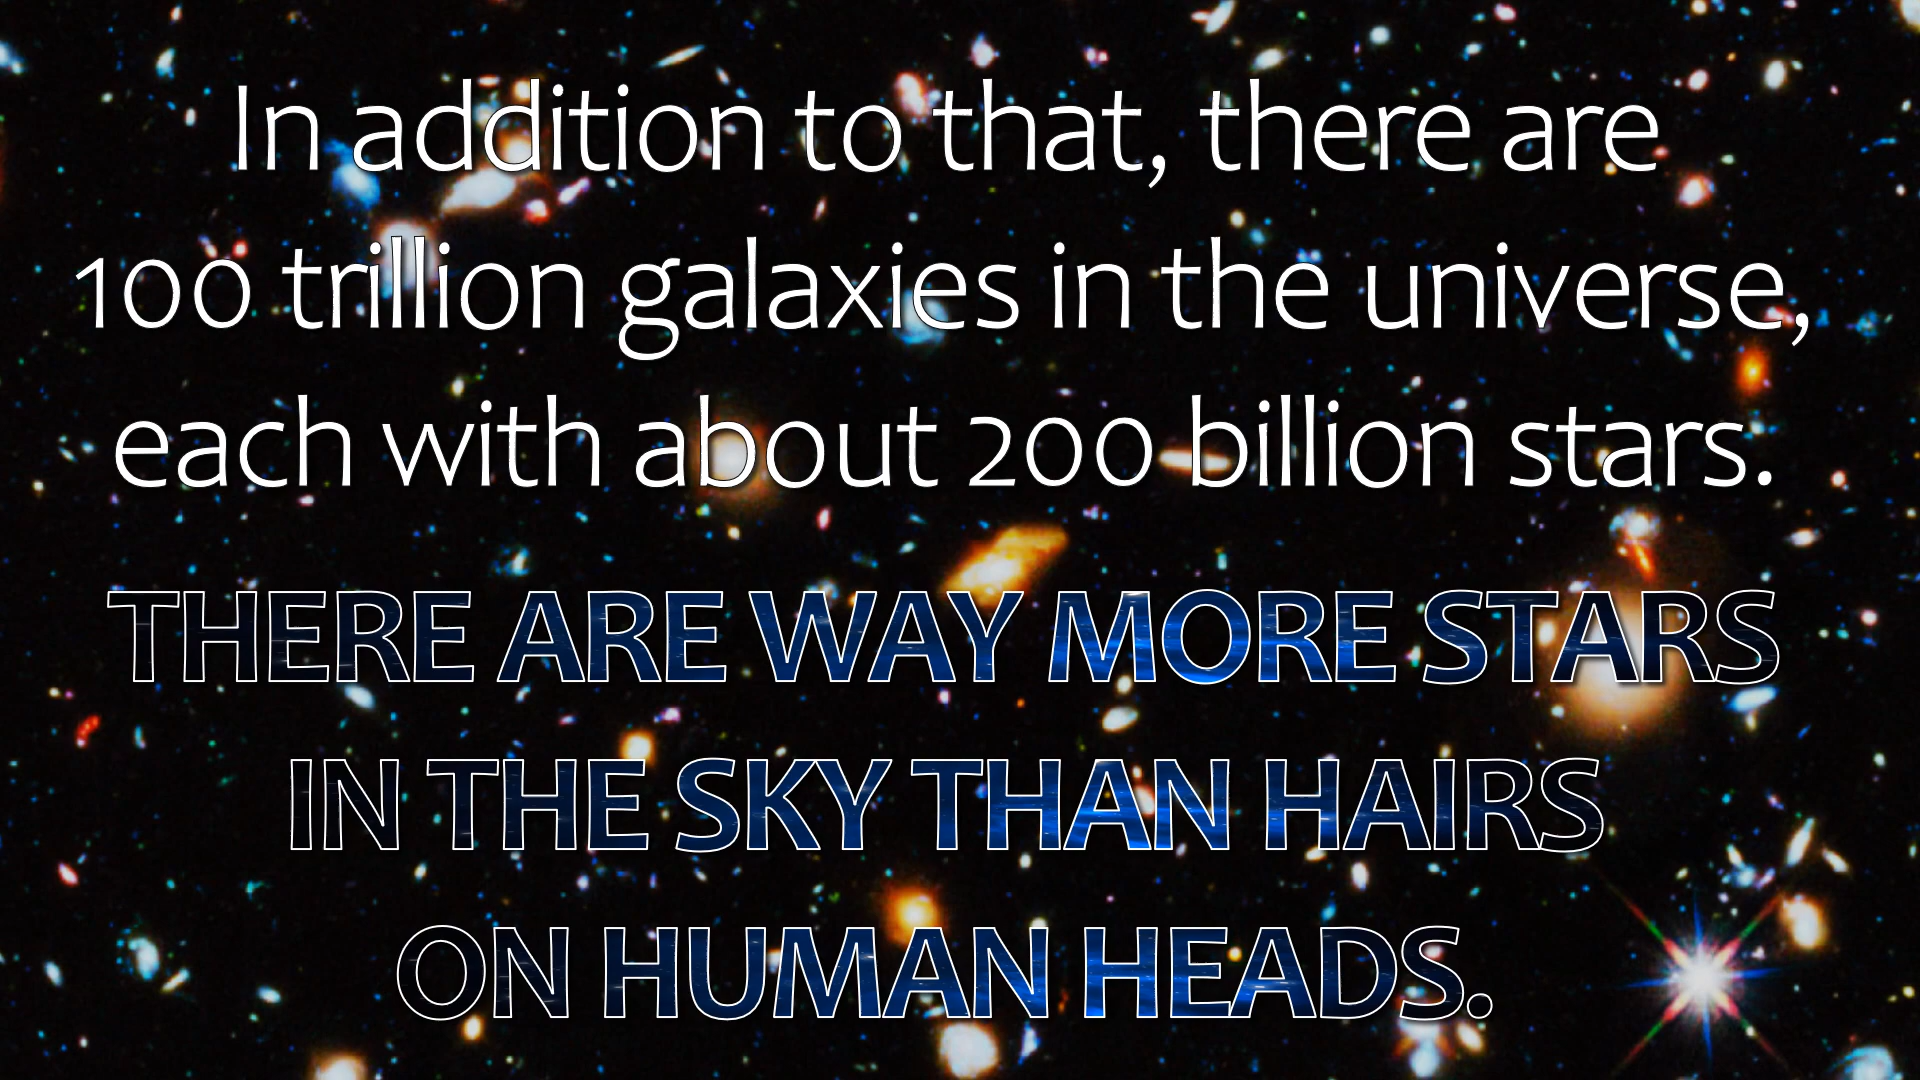 In addition to that, there are
100 trillion galaxies in the universe,
each with about 200 billion stars.
THERE ARE WAY MORE STARS
IN THE SKY THAN HAIRS
ON HUMAN HEADS.